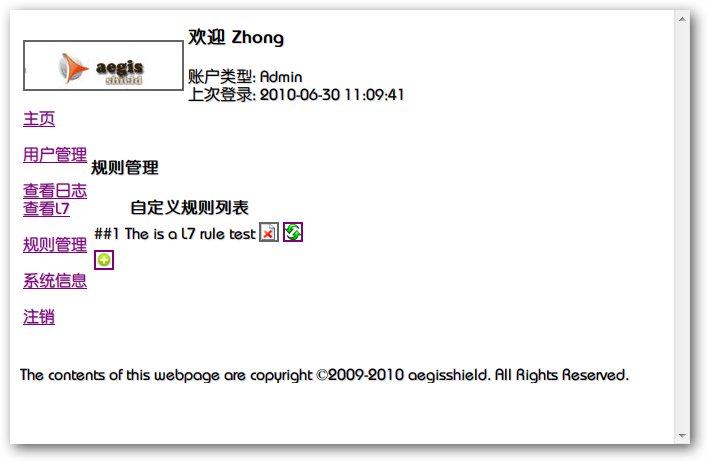 欢迎 Zhong
aegis
shield
账户类型: Admin
上次登录: 2010-06-30 11:09:41
主页
用户管理
规则管理
查看日志
查看L7
自定义规则列表
##1 The is a L7 rule test
规则管理
系统信息
注销
The contents of this webpage are copyright ©2009-2010 aegisshield. All Rights Reserved.